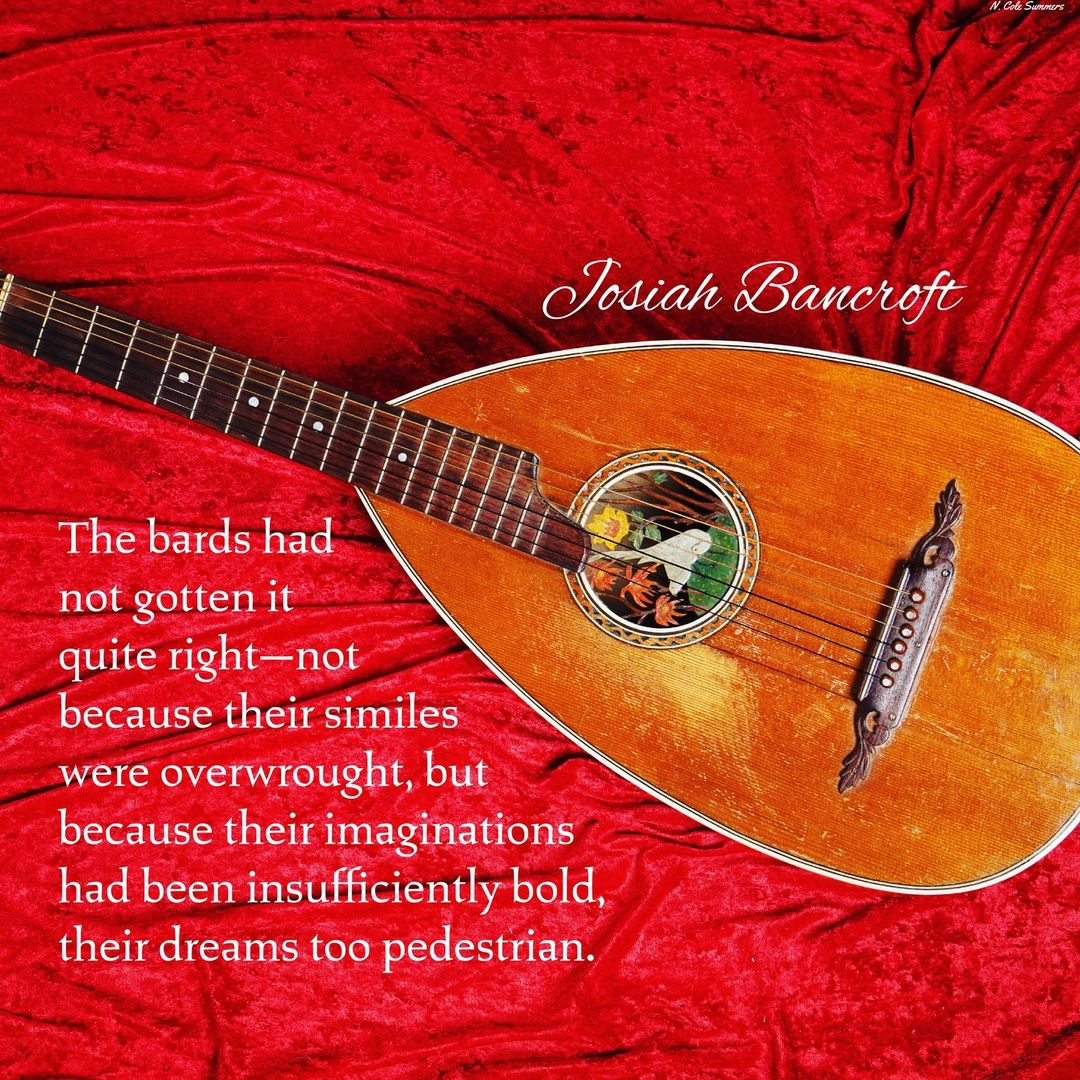 N. Cole Summers
Josiah Bancroft
The bards had
not gotten it
quite right—not
because their similes
were overwrought, but
because their imaginations
had been insufficiently bold,
their dreams too pedestrian.